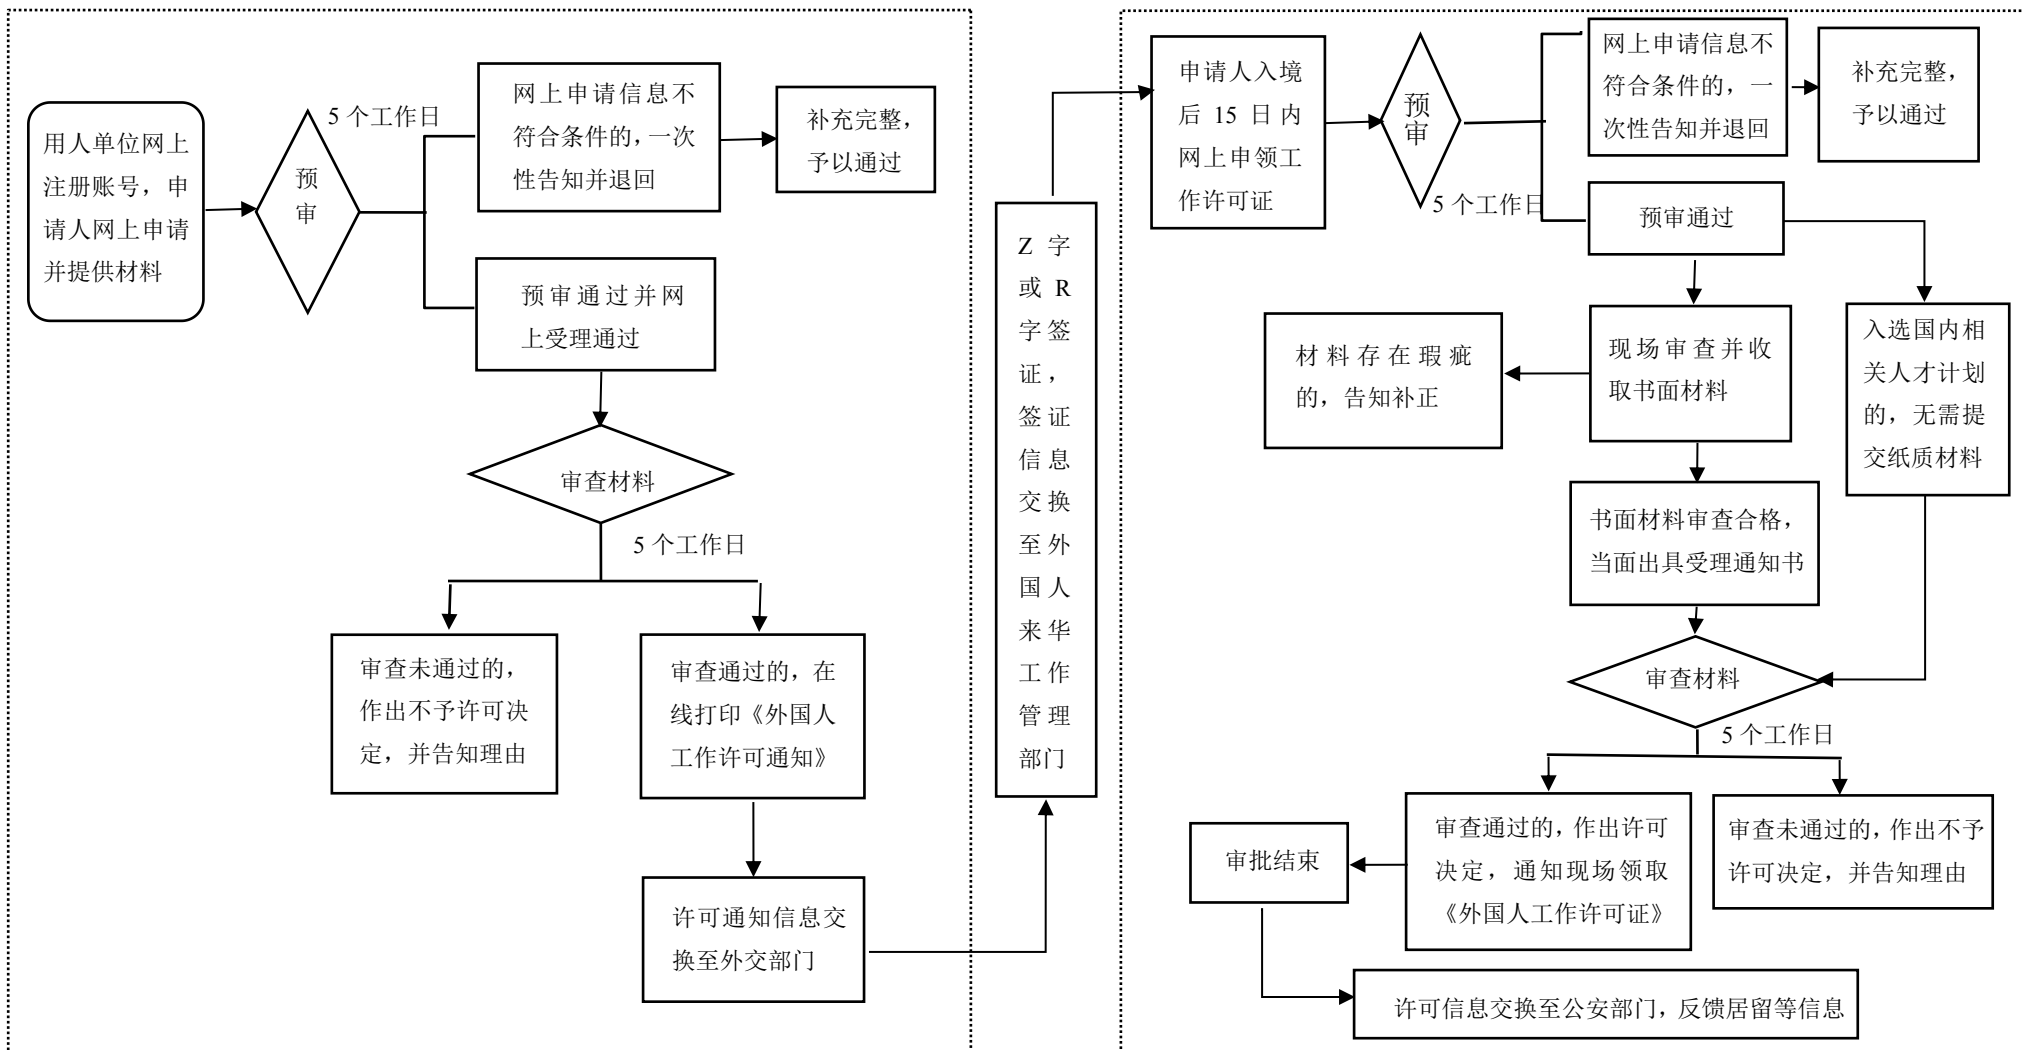 用人单位网上
注册账号，申
请人网上申请
并提供材料
预
审
5 个工作日
网上申请信息不
符合条件的，一次
性告知并退回
补充完整，
予以通过
预审通过并网
上受理通过
审查材料
5 个工作日
审查未通过的，
作出不予许可决
定，并告知理由
审查通过的，在
线打印《外国人
工作许可通知》
许可通知信息交
换至外交部门
Z 字
或 R
字签
证，
签证
信息
交换
至外
国人
来华
工作
管理
部门
申请人入境
后 15 日内
网上申领工
作许可证
预
审
5 个工作日
网上申请信息不
符合条件的，一
次性告知并退回
补充完整，
予以通过
预审通过
材料存在瑕疵
的，告知补正
现场审查并收
取书面材料
入选国内相
关人才计划
的，无需提
交纸质材料
书面材料审查合格，
当面出具受理通知书
审查材料
5 个工作日
审批结束
审查通过的，作出许可
决定，通知现场领取
《外国人工作许可证》
审查未通过的，作出不予
许可决定，并告知理由
许可信息交换至公安部门，反馈居留等信息